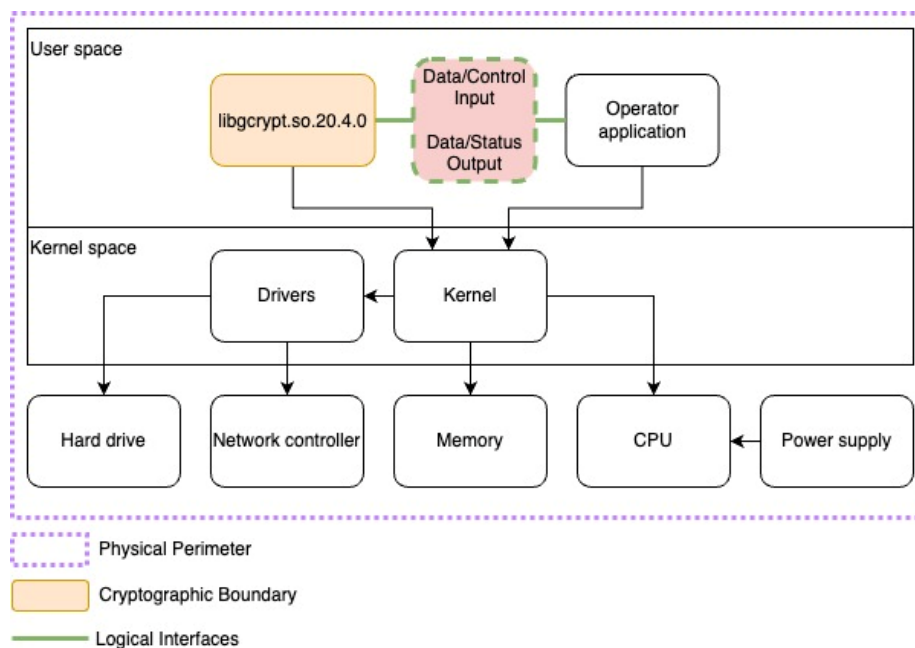 User space
libgcrypt.so.20.4.0
Data/Control
Input
Data/Status
Output
Operator
application
Kernel space
Drivers
Kernel
Hard drive
Network controller
Memory
CPU
Power supply
Physical Perimeter
Cryptographic Boundary
Logical Interfaces